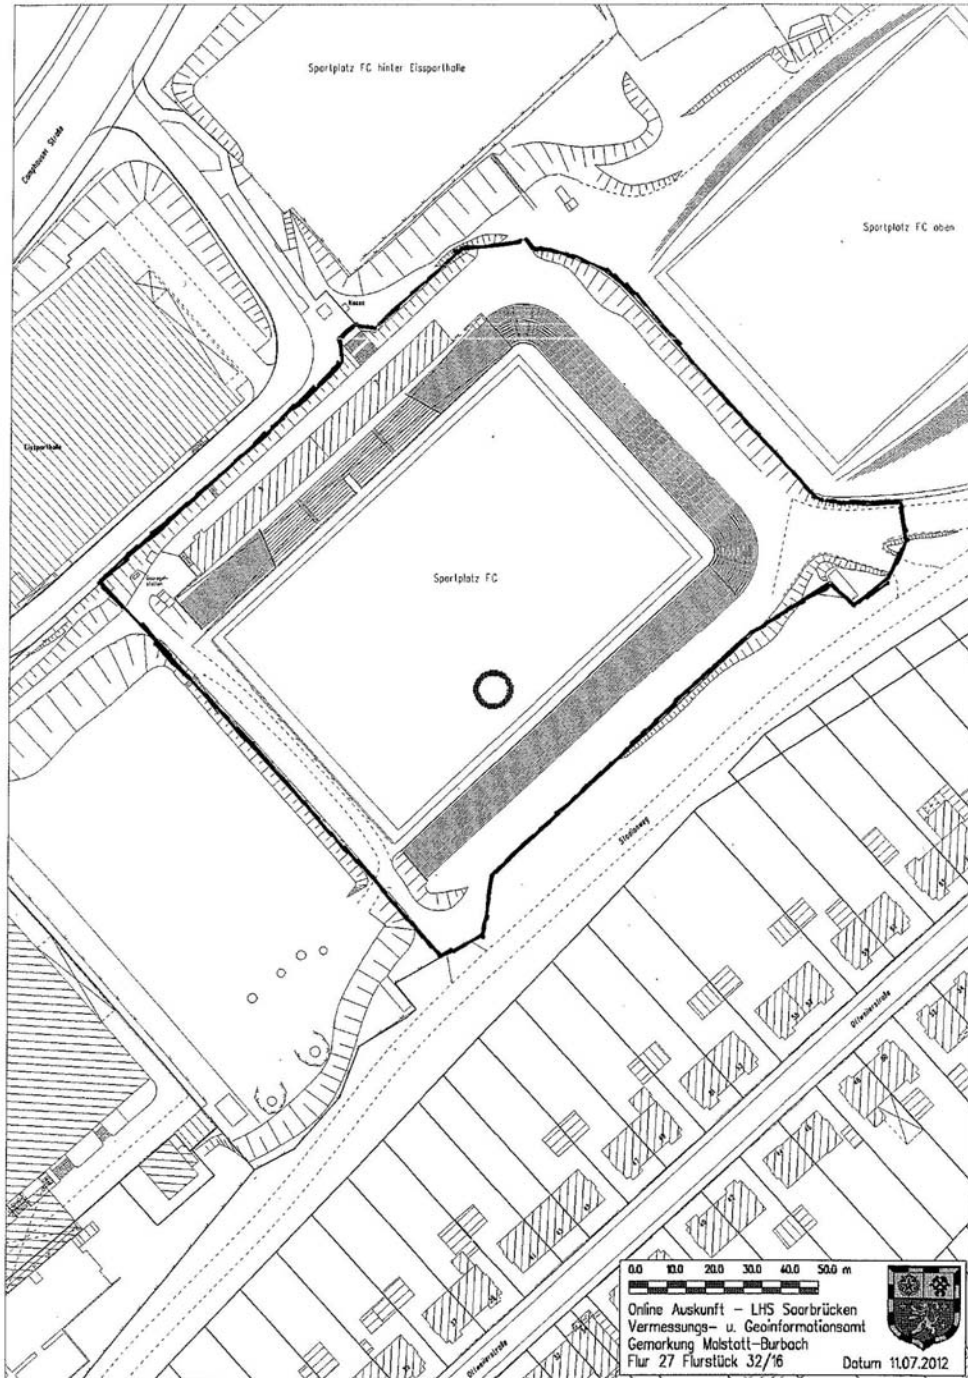 Sportplatz FC hinter Eissporthalle
Camphauser Straße
Sportplatz FC oben
Kasse
Eissporthalle
Sportplatz FC
Stadionweg
Ottweilerstraße
Ottweilerstraße
0.0 10.0 20.0 30.0 40.0 50.0 m
Online Auskunft - LHS Saarbrücken
Vermessungs- u. Geoinformationsamt
Gemarkung Malstatt-Burbach
Flur 27 Flurstück 32/16
Datum 11.07.2012